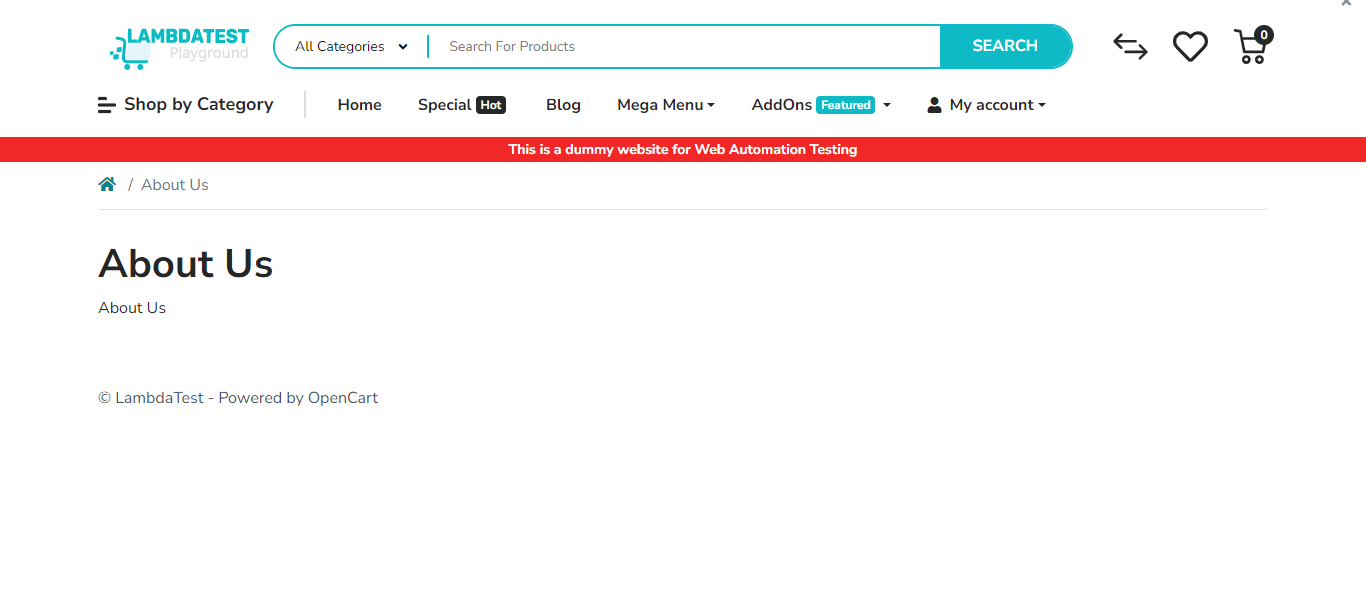 LAMBDATEST
Playground
All Categories
Search For Products
SEARCH
0
Shop by Category
Home
Special Hot
Blog
Mega Menu
AddOns Featured
My account
This is a dummy website for Web Automation Testing
/ About Us
About Us
About Us
© LambdaTest - Powered by OpenCart